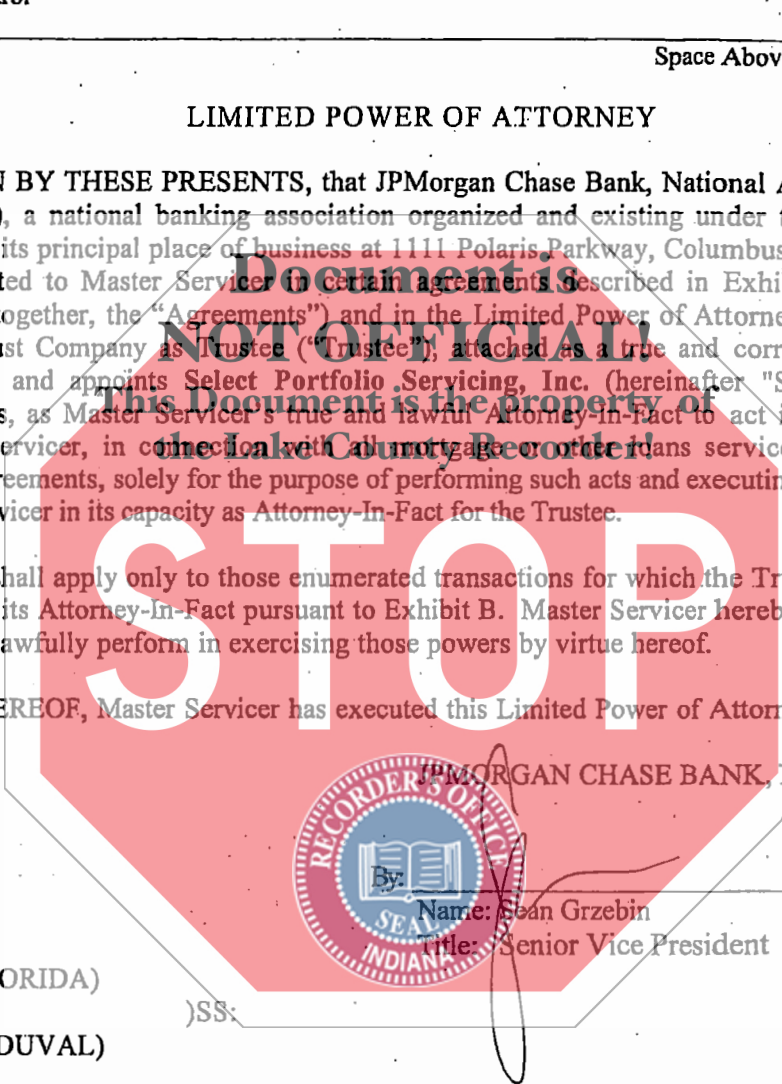 Space Abov
LIMITED POWER OF ATTORNEY
BY THESE PRESENTS, that JPMorgan Chase Bank, National A
, a national banking association organized and existing under t
its principal place of business at 1111 Polaris Parkway, Columbus
ted to Master Servicer in certain agreements described in Exhi
ogether, the “Agreements”) and in the Limited Power of Attorne
ust Company as Trustee (“Trustee”), attached as a true and corr
and appoints Select Portfolio Servicing, Inc. (hereinafter "S
s, as Master Servicer's true and lawful Attorney-In-Fact to act i
ervicer, in connection with all mortgage or other loans service
reements, solely for the purpose of performing such acts and executin
vicer in its capacity as Attorney-In-Fact for the Trustee.
Document is
NOT OFFICIAL!
This Document is the property of
the Lake County Recorder!
STOP
hall apply only to those enumerated transactions for which the Tr
its Attorney-In-Fact pursuant to Exhibit B. Master Servicer hereb
awfully perform in exercising those powers by virtue hereof.
EREOF, Master Servicer has executed this Limited Power of Attorn
JPMORGAN CHASE BANK,
RECORDER'S OFFICE
SEAL
INDIANA
By:
Name: Sean Grzebin
Title: Senior Vice President
ORIDA)
)SS:
DUVAL)